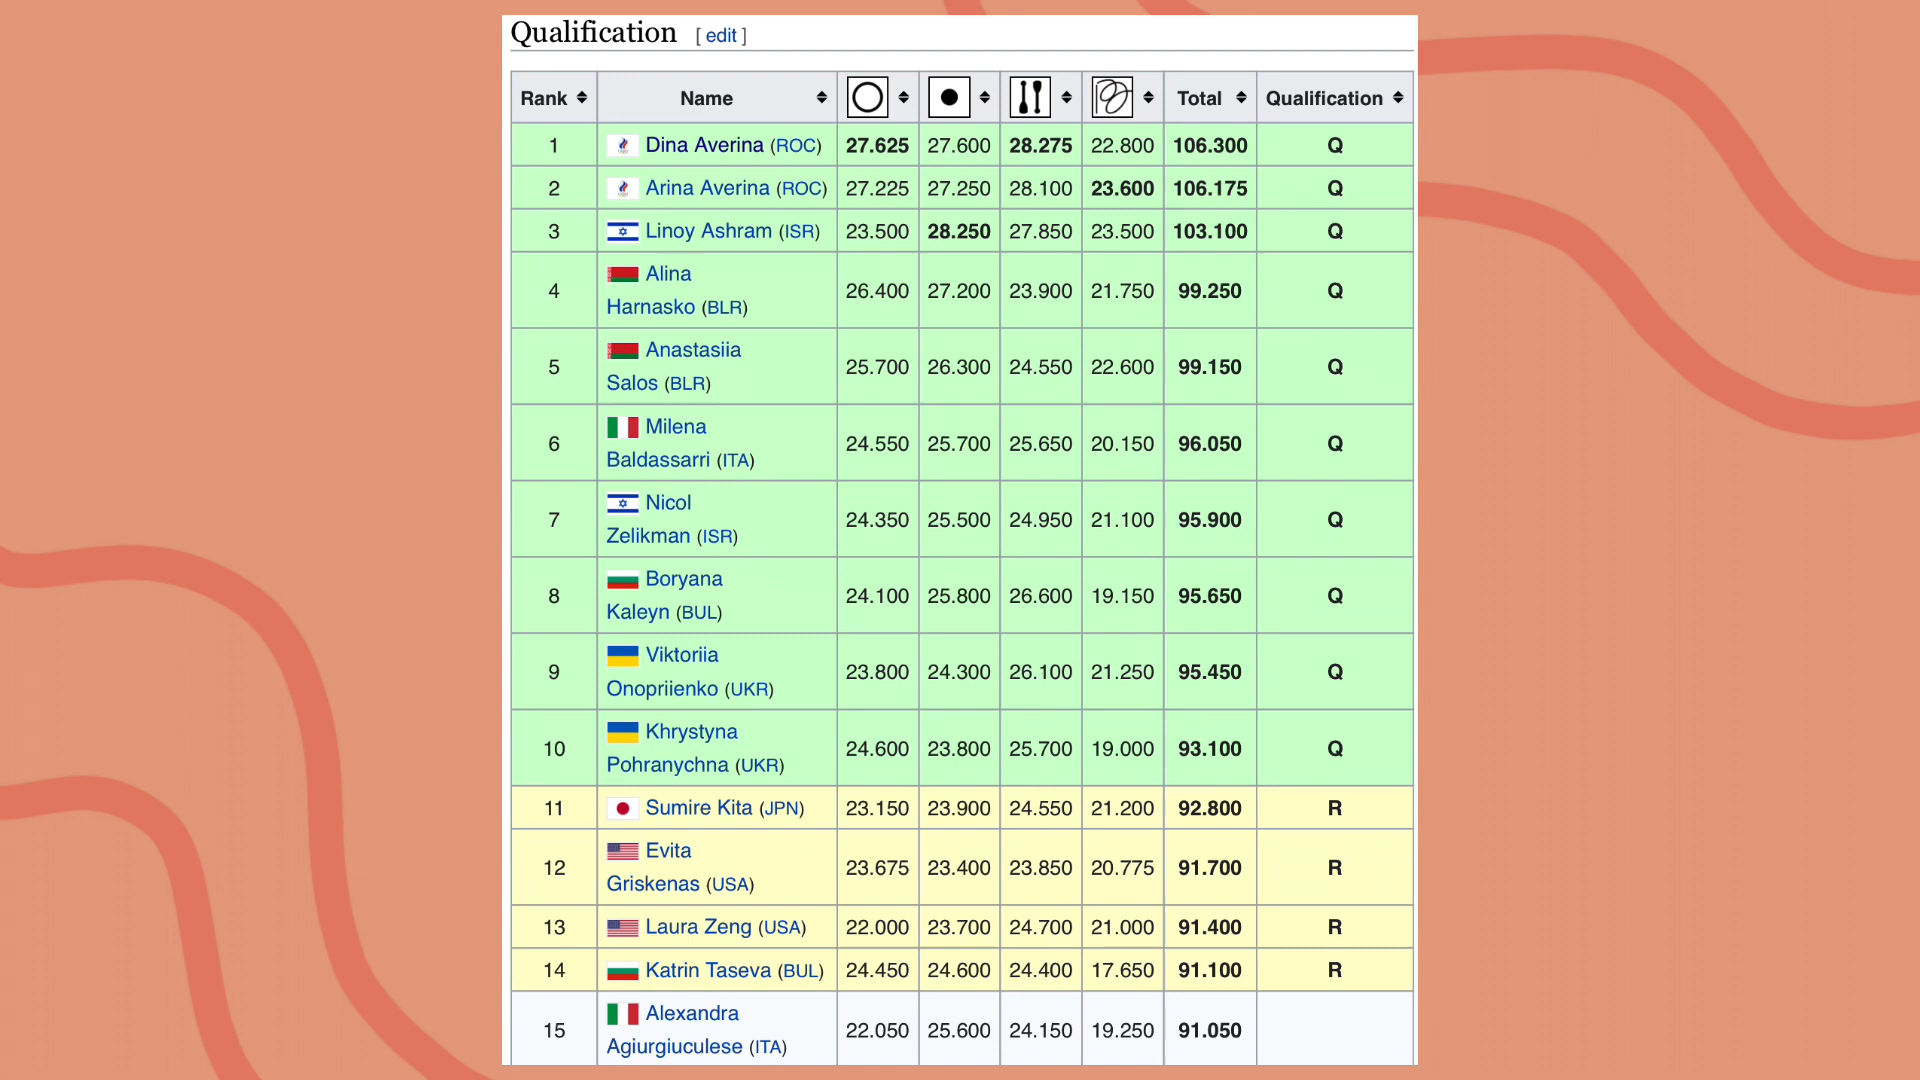 Qualification [ edit ]
Rank Name Total Qualification
1 Dina Averina (ROC) 27.625 27.600 28.275 22.800 106.300 Q
2 Arina Averina (ROC) 27.225 27.250 28.100 23.600 106.175 Q
3 Linoy Ashram (ISR) 23.500 28.250 27.850 23.500 103.100 Q
4 Alina
Harnasko (BLR) 26.400 27.200 23.900 21.750 99.250 Q
5 Anastasiia
Salos (BLR) 25.700 26.300 24.550 22.600 99.150 Q
6 Milena
Baldassarri (ITA) 24.550 25.700 25.650 20.150 96.050 Q
7 Nicol
Zelikman (ISR) 24.350 25.500 24.950 21.100 95.900 Q
8 Boryana
Kaleyn (BUL) 24.100 25.800 26.600 19.150 95.650 Q
9 Viktoriia
Onopriienko (UKR) 23.800 24.300 26.100 21.250 95.450 Q
10 Khrystyna
Pohranychna (UKR) 24.600 23.800 25.700 19.000 93.100 Q
11 Sumire Kita (JPN) 23.150 23.900 24.550 21.200 92.800 R
12 Evita
Griskenas (USA) 23.675 23.400 23.850 20.775 91.700 R
13 Laura Zeng (USA) 22.000 23.700 24.700 21.000 91.400 R
14 Katrin Taseva (BUL) 24.450 24.600 24.400 17.650 91.100 R
15 Alexandra
Agiurgiuculese (ITA) 22.050 25.600 24.150 19.250 91.050